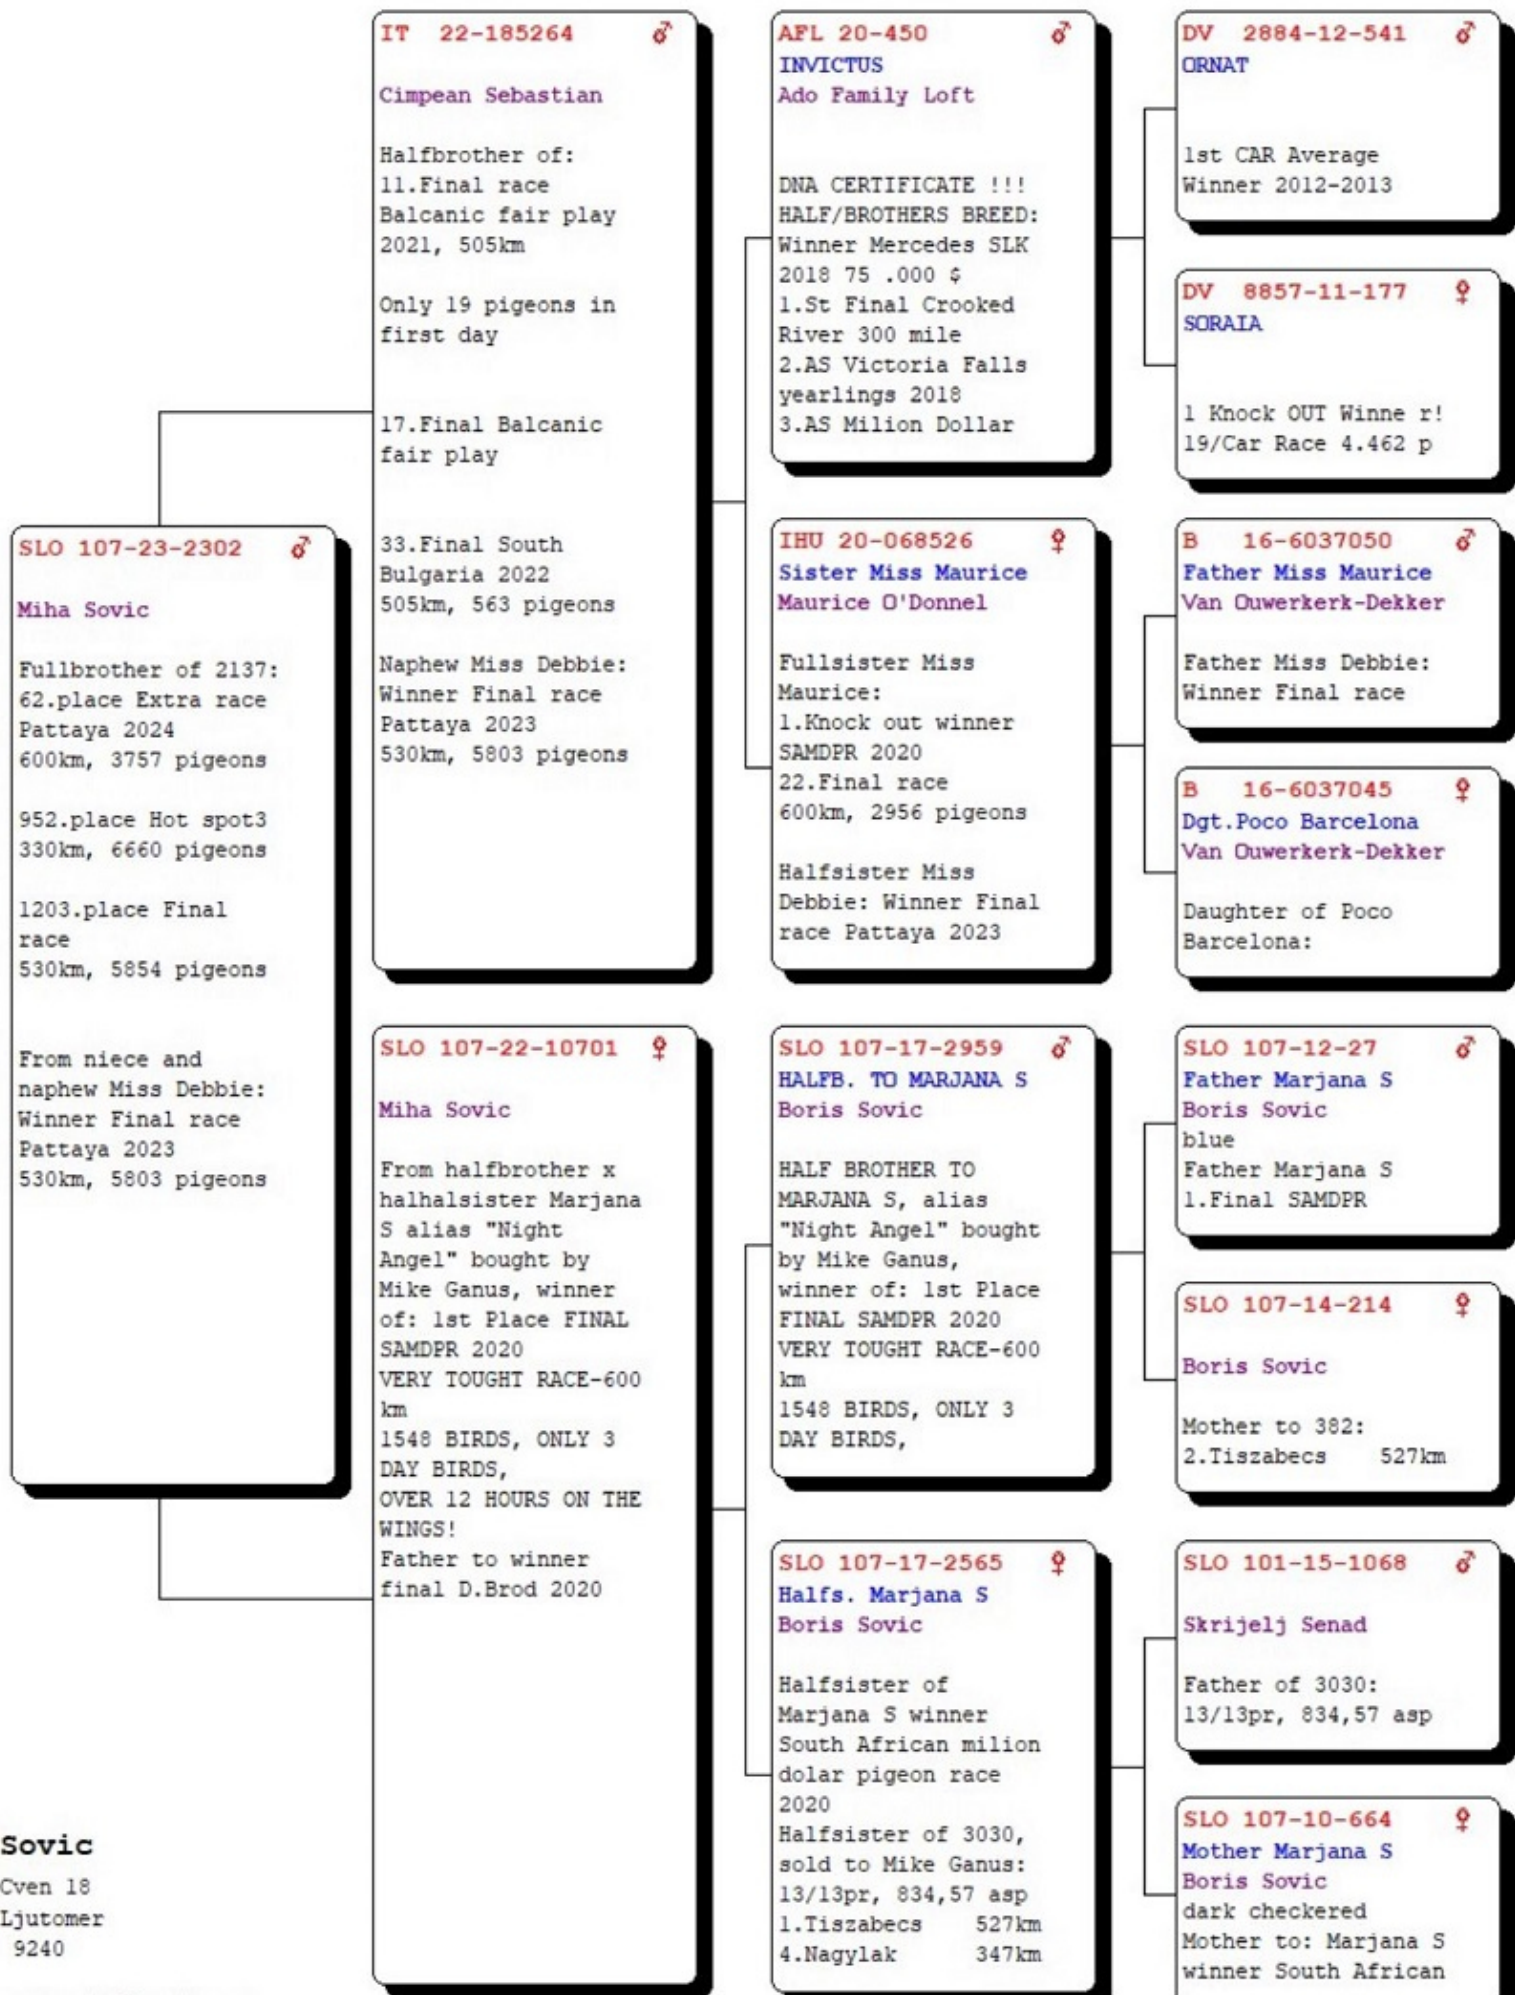 SLO 107-23-2302 ♂
Miha Sovic
Fullbrother of 2137:
62.place Extra race
Pattaya 2024
600km, 3757 pigeons
952.place Hot spot3
330km, 6660 pigeons
1203.place Final
race
530km, 5854 pigeons
From niece and
naphew Miss Debbie:
Winner Final race
Pattaya 2023
530km, 5803 pigeons
Sovic
Cven 18
Ljutomer
9240
IT 22-185264 ♂
Cimpean Sebastian
Halfbrother of:
11.Final race
Balcanic fair play
2021, 505km
Only 19 pigeons in
first day
17.Final Balcanic
fair play
33.Final South
Bulgaria 2022
505km, 563 pigeons
Naphew Miss Debbie:
Winner Final race
Pattaya 2023
530km, 5803 pigeons
SLO 107-22-10701 ♀
Miha Sovic
From halfbrother x
halhalsister Marjana
S alias "Night
Angel" bought by
Mike Ganus, winner
of: 1st Place FINAL
SAMDPR 2020
VERY TOUGHT RACE-600
km
1548 BIRDS, ONLY 3
DAY BIRDS,
OVER 12 HOURS ON THE
WINGS!
Father to winner
final D.Brod 2020
AFL 20-450 ♂
INVICTUS
Ado Family Loft
DNA CERTIFICATE !!!
HALF/BROTHERS BREED:
Winner Mercedes SLK
2018 75 .000 $
1.St Final Crooked
River 300 mile
2.AS Victoria Falls
yearlings 2018
3.AS Milion Dollar
IHU 20-068526 ♀
Sister Miss Maurice
Maurice O'Donnel
Fullsister Miss
Maurice:
1.Knock out winner
SAMDPR 2020
22.Final race
600km, 2956 pigeons
Halfsister Miss
Debbie: Winner Final
race Pattaya 2023
SLO 107-17-2959 ♂
HALFB. TO MARJANA S
Boris Sovic
HALF BROTHER TO
MARJANA S, alias
"Night Angel" bought
by Mike Ganus,
winner of: 1st Place
FINAL SAMDPR 2020
VERY TOUGHT RACE-600
km
1548 BIRDS, ONLY 3
DAY BIRDS,
SLO 107-17-2565 ♀
Halfs. Marjana S
Boris Sovic
Halfsister of
Marjana S winner
South African milion
dolar pigeon race
2020
Halfsister of 3030,
sold to Mike Ganus:
13/13pr, 834,57 asp
1.Tiszabecs 527km
4.Nagylak 347km
DV 2884-12-541 ♂
ORNAT
1st CAR Average
Winner 2012-2013
DV 8857-11-177 ♀
SORAIA
1 Knock OUT Winne r!
19/Car Race 4.462 p
B 16-6037050 ♂
Father Miss Maurice
Van Ouwerkerk-Dekker
Father Miss Debbie:
Winner Final race
B 16-6037045 ♀
Dgt.Poco Barcelona
Van Ouwerkerk-Dekker
Daughter of Poco
Barcelona:
SLO 107-12-27 ♂
Father Marjana S
Boris Sovic
blue
Father Marjana S
1.Final SAMDPR
SLO 107-14-214 ♀
Boris Sovic
Mother to 382:
2.Tiszabecs 527km
SLO 101-15-1068 ♂
Skrijelj Senad
Father of 3030:
13/13pr, 834,57 asp
SLO 107-10-664 ♀
Mother Marjana S
Boris Sovic
dark checkered
Mother to: Marjana S
winner South African